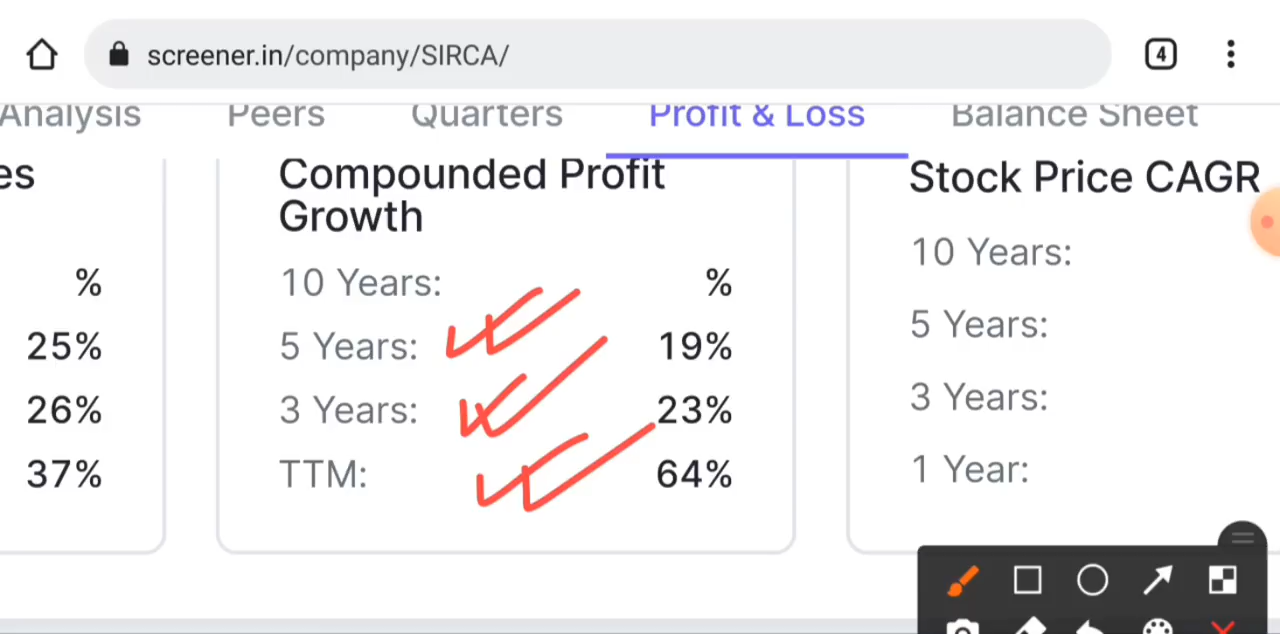 screener.in/company/SIRCA/
4
Analysis Peers Quarters Profit & Loss Balance Sheet
es
%
25%
26%
37%
Compounded Profit
Growth
10 Years: %
5 Years: 19%
3 Years: 23%
TTM: 64%
Stock Price CAGR
10 Years:
5 Years:
3 Years:
1 Year: